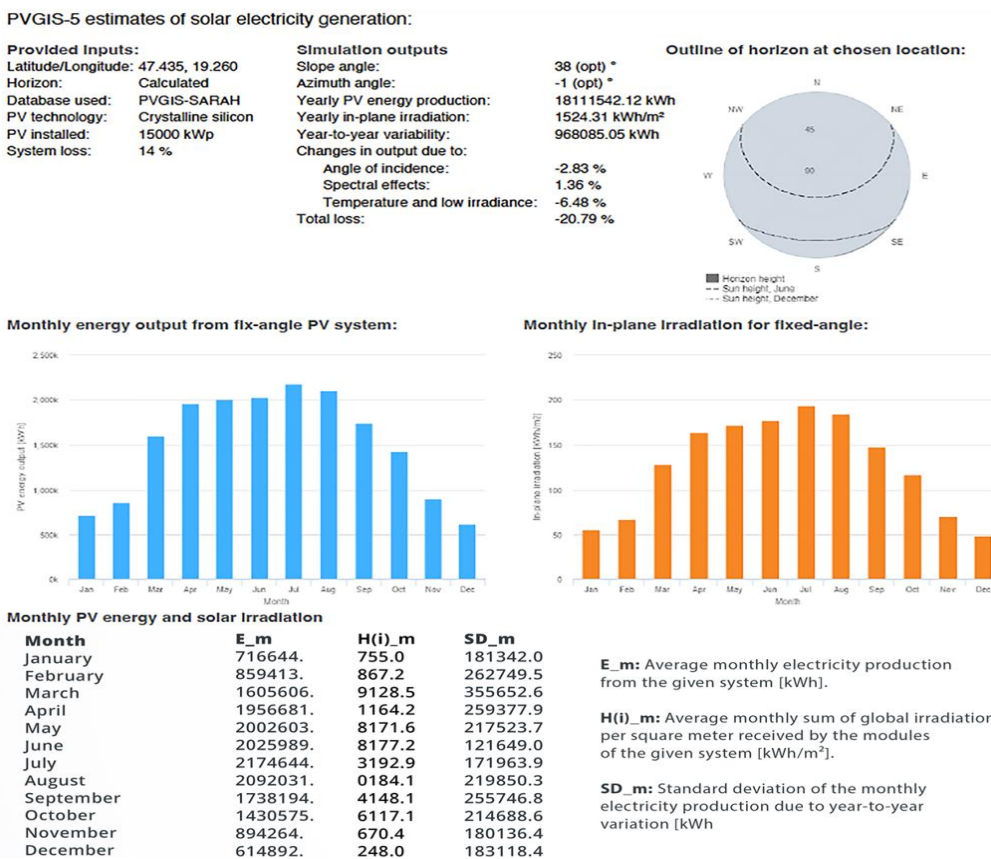 PVGIS-5 estimates of solar electricity generation:
Provided Inputs:
Latitude/Longitude: 47.435, 19.260
Horizon: Calculated
Database used: PVGIS-SARAH
PV technology: Crystalline silicon
PV installed: 15000 kWp
System loss: 14 %
Simulation outputs
Slope angle: 38 (opt) °
Azimuth angle: -1 (opt) °
Yearly PV energy production: 18111542.12 kWh
Yearly in-plane irradiation: 1524.31 kWh/m²
Year-to-year variability: 968085.05 kWh
Changes in output due to:
Angle of incidence: -2.83 %
Spectral effects: 1.36 %
Temperature and low irradiance: -6.48 %
Total loss: -20.79 %
Outline of horizon at chosen location:
N
NW NE
45
90
W E
SW SE
S
Horizon height
Sun height, June
Sun height, December
Monthly energy output from fix-angle PV system:
2,500k
2,000k
1,500k
1,000k
500k
0k
PV energy output [kWh]
Jan Feb Mar Apr May Jun Jul Aug Sep Oct Nov Dec
Month
Monthly in-plane irradiation for fixed-angle:
250
200
150
100
50
0
In-plane irradiation [kWh/m2]
Jan Feb Mar Apr May Jun Jul Aug Sep Oct Nov Dec
Month
Monthly PV energy and solar irradiation
Month E_m H(i)_m SD_m
January 716644. 755.0 181342.0
February 859413. 867.2 262749.5
March 1605606. 9128.5 355652.6
April 1956681. 1164.2 259377.9
May 2002603. 8171.6 217523.7
June 2025989. 8177.2 121649.0
July 2174644. 3192.9 171963.9
August 2092031. 0184.1 219850.3
September 1738194. 4148.1 255746.8
October 1430575. 6117.1 214688.6
November 894264. 670.4 180136.4
December 614892. 248.0 183118.4
E_m: Average monthly electricity production
from the given system [kWh].
H(i)_m: Average monthly sum of global irradiation
per square meter received by the modules
of the given system [kWh/m²].
SD_m: Standard deviation of the monthly
electricity production due to year-to-year
variation [kWh